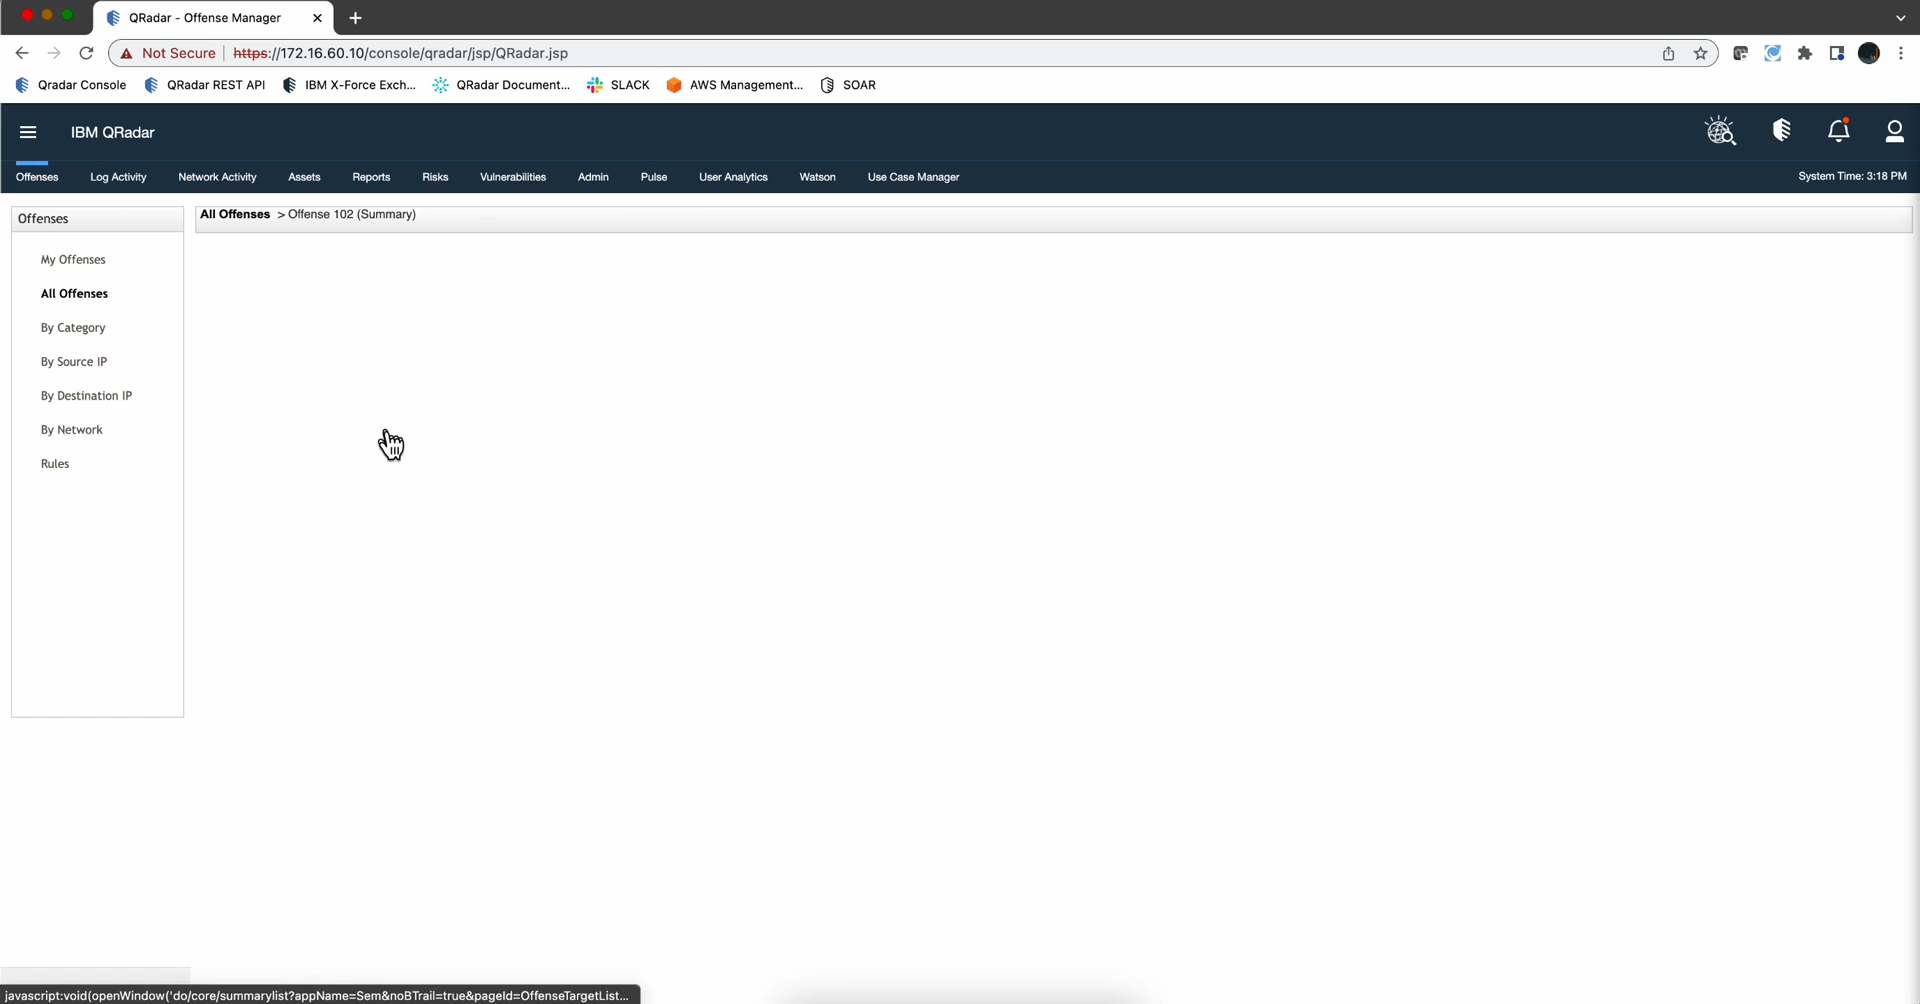 QRadar - Offense Manager
Not Secure https://172.16.60.10/console/qradar/jsp/QRadar.jsp
Qradar Console QRadar REST API IBM X-Force Exch... QRadar Document... SLACK AWS Management... SOAR
IBM QRadar
Offenses Log Activity Network Activity Assets Reports Risks Vulnerabilities Admin Pulse User Analytics Watson Use Case Manager System Time: 3:18 PM
Offenses
All Offenses > Offense 102 (Summary)
My Offenses
All Offenses
By Category
By Source IP
By Destination IP
By Network
Rules
javascript:void(openWindow('do/core/summarylist?appName=Sem&noBTrail=true&pageId=OffenseTargetList...